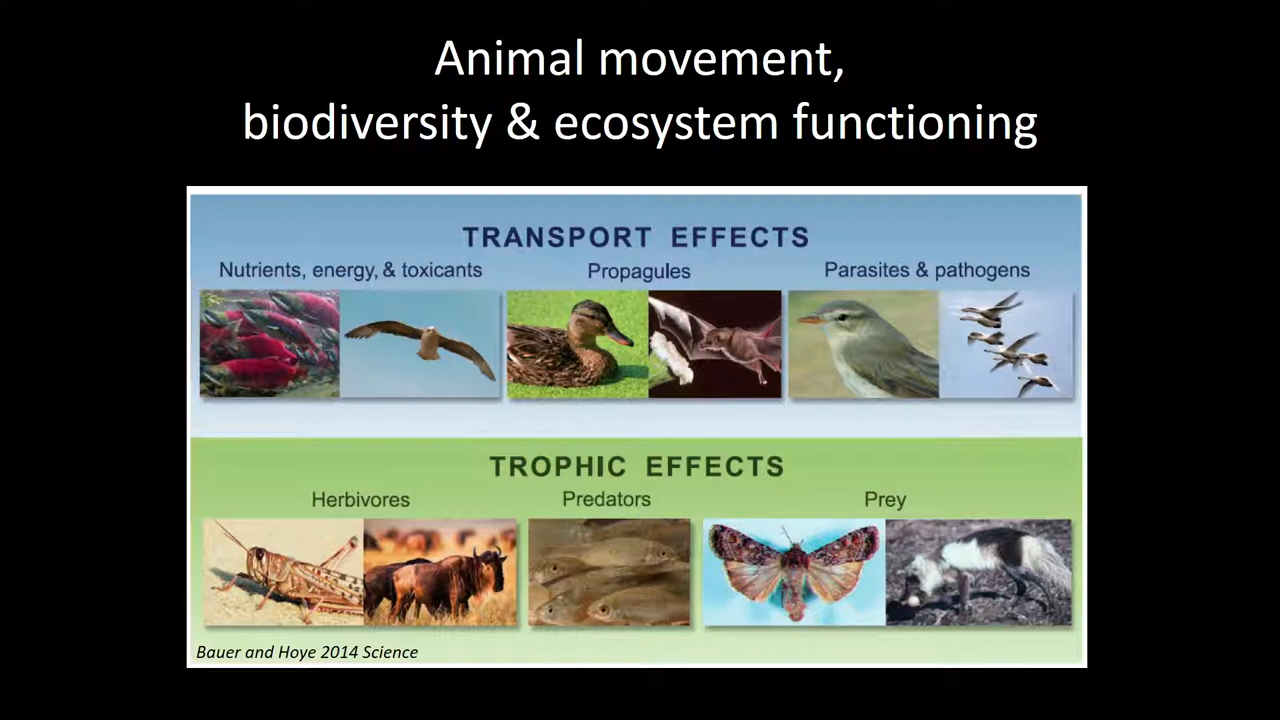 Animal movement,
biodiversity & ecosystem functioning
TRANSPORT EFFECTS
Nutrients, energy, & toxicants
Propagules
Parasites & pathogens
TROPHIC EFFECTS
Herbivores
Predators
Prey
Bauer and Hoye 2014 Science